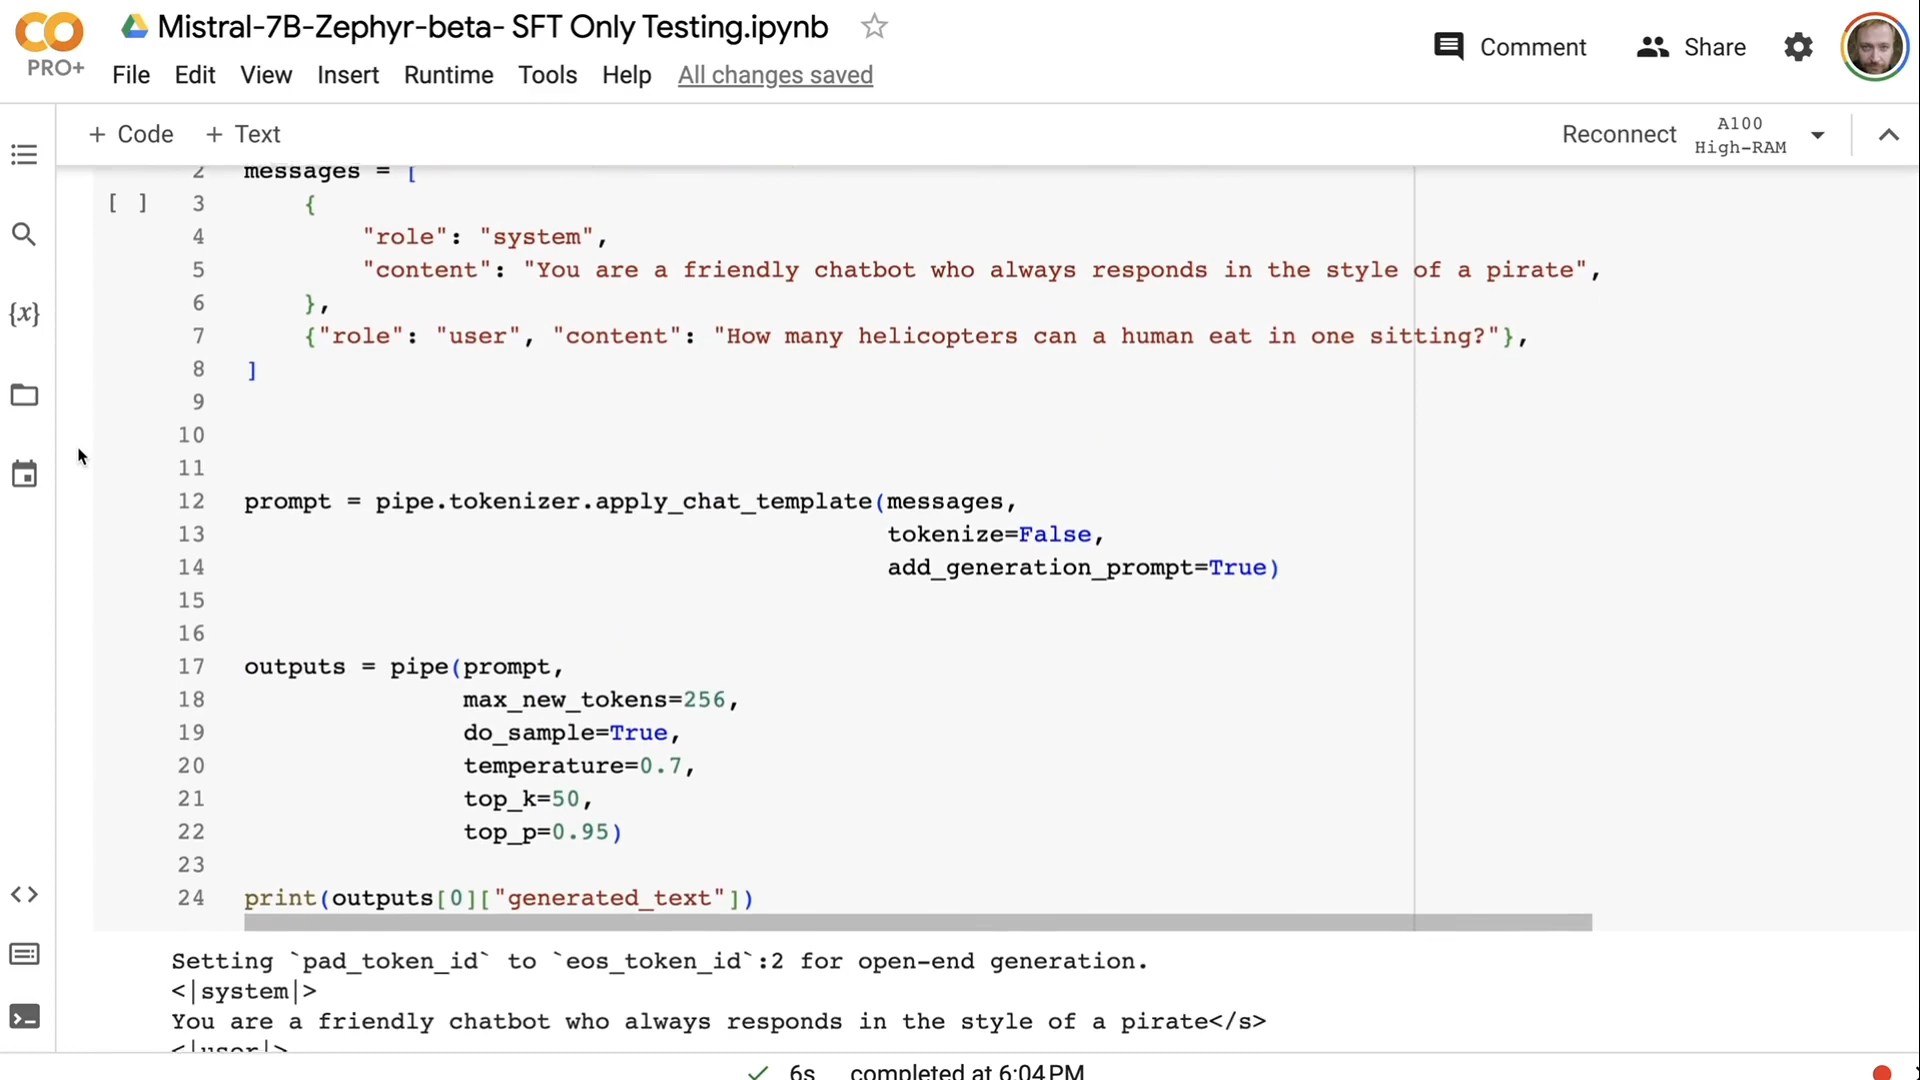 Mistral-7B-Zephyr-beta- SFT Only Testing.ipynb
PRO+
File Edit View Insert Runtime Tools Help All changes saved
Comment Share
+ Code + Text
Reconnect A100 High-RAM
2 messages = [
[ ] 3 {
4 "role": "system",
5 "content": "You are a friendly chatbot who always responds in the style of a pirate",
6 },
7 {"role": "user", "content": "How many helicopters can a human eat in one sitting?"},
8 ]
9
10
11
12 prompt = pipe.tokenizer.apply_chat_template(messages,
13 tokenize=False,
14 add_generation_prompt=True)
15
16
17 outputs = pipe(prompt,
18 max_new_tokens=256,
19 do_sample=True,
20 temperature=0.7,
21 top_k=50,
22 top_p=0.95)
23
24 print(outputs[0]["generated_text"])
Setting `pad_token_id` to `eos_token_id`:2 for open-end generation.
<|system|>
You are a friendly chatbot who always responds in the style of a pirate</s>
<|user|>
6s completed at 6:04 PM